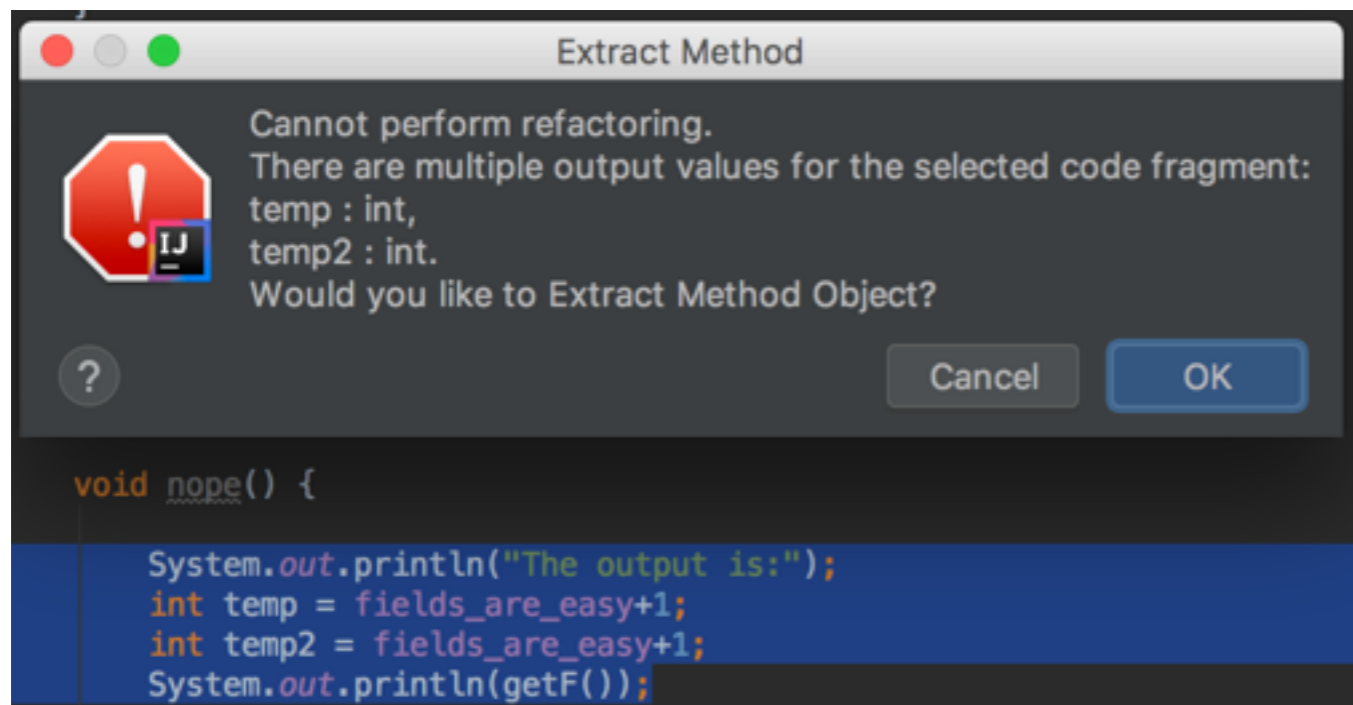 Extract Method
Cannot perform refactoring.
There are multiple output values for the selected code fragment:
temp : int,
temp2 : int.
Would you like to Extract Method Object?
IJ
?
Cancel
OK
void nope() {
System.out.println("The output is:");
int temp = fields_are_easy+1;
int temp2 = fields_are_easy+1;
System.out.println(getF());